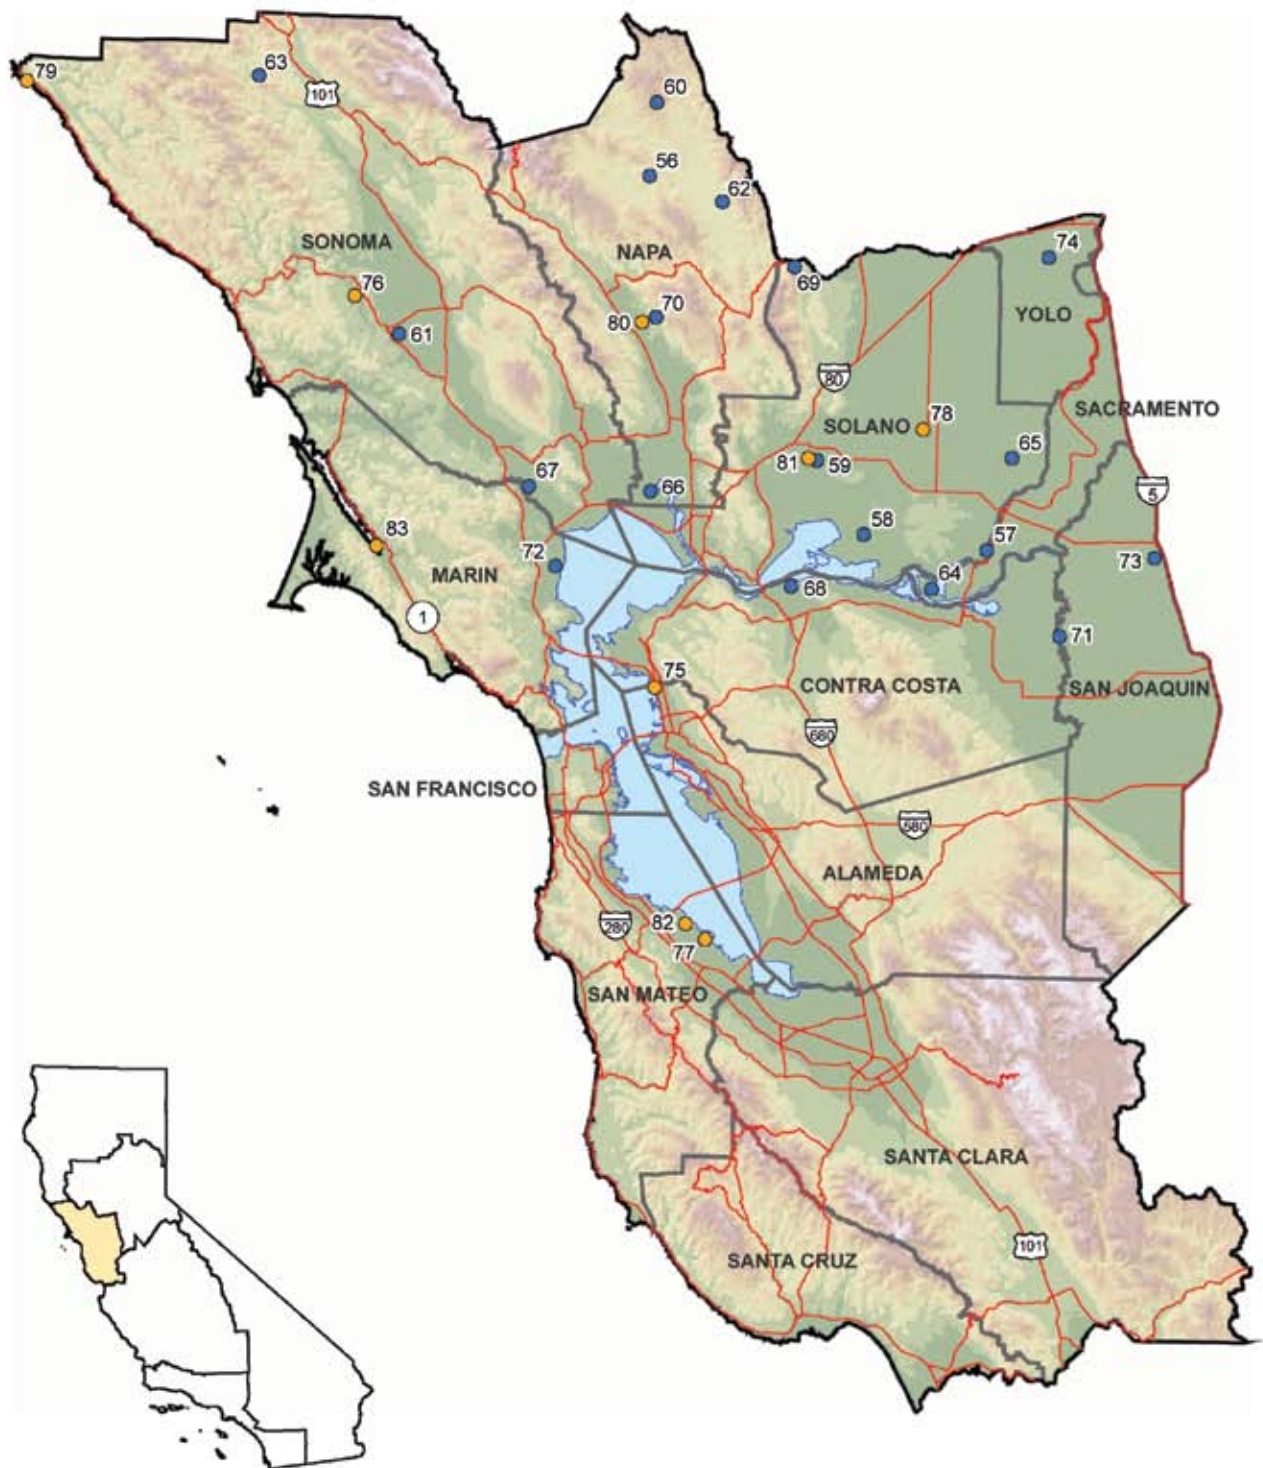 79
63
101
60
56
62
SONOMA
NAPA
69
74
76
80
70
YOLO
61
80
SACRAMENTO
SOLANO
78
81
59
65
67
66
5
58
57
83
72
MARIN
68
64
73
1
71
75
CONTRA COSTA
SAN JOAQUIN
680
SAN FRANCISCO
580
ALAMEDA
280
82
77
SAN MATEO
SANTA CLARA
101
SANTA CRUZ